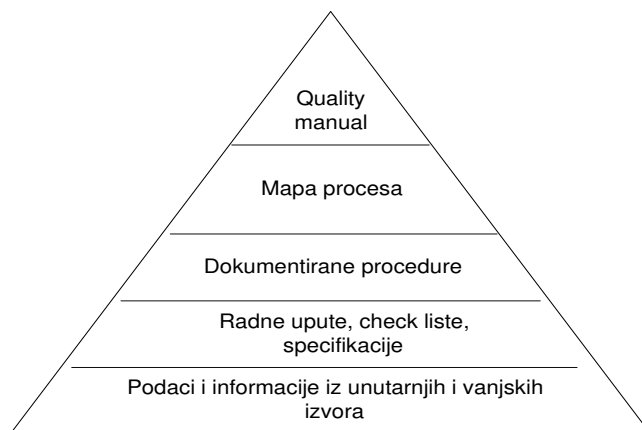 Quality
manual
Mapa procesa
Dokumentirane procedure
Radne upute, check liste,
specifikacije
Podaci i informacije iz unutarnjih i vanjskih
izvora